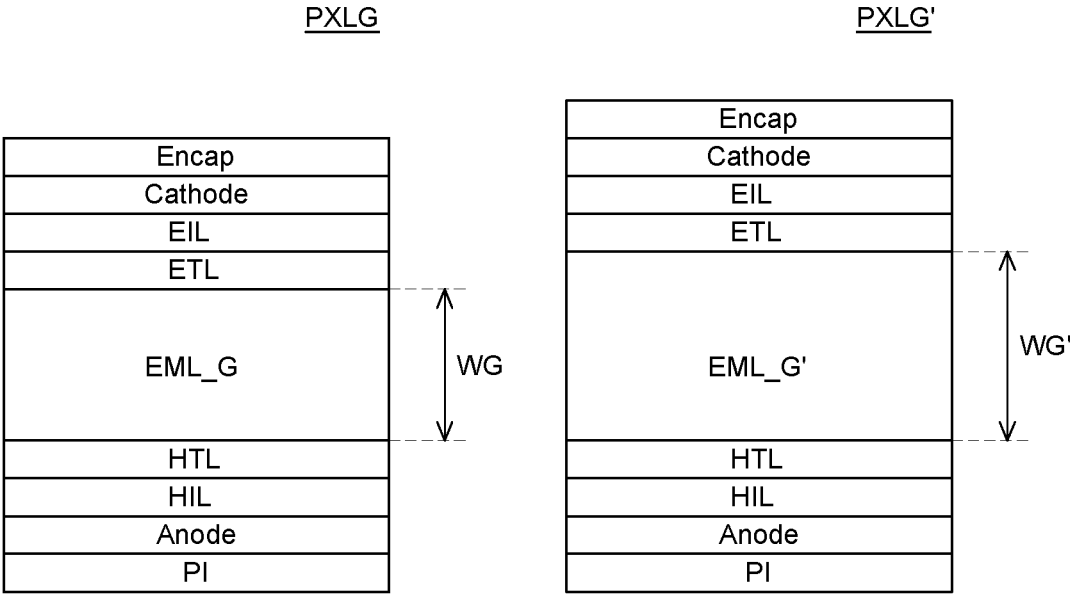 PXLG
Encap
Cathode
EIL
ETL
EML_G
WG
HTL
HIL
Anode
PI
PXLG'
Encap
Cathode
EIL
ETL
EML_G'
WG'
HTL
HIL
Anode
PI